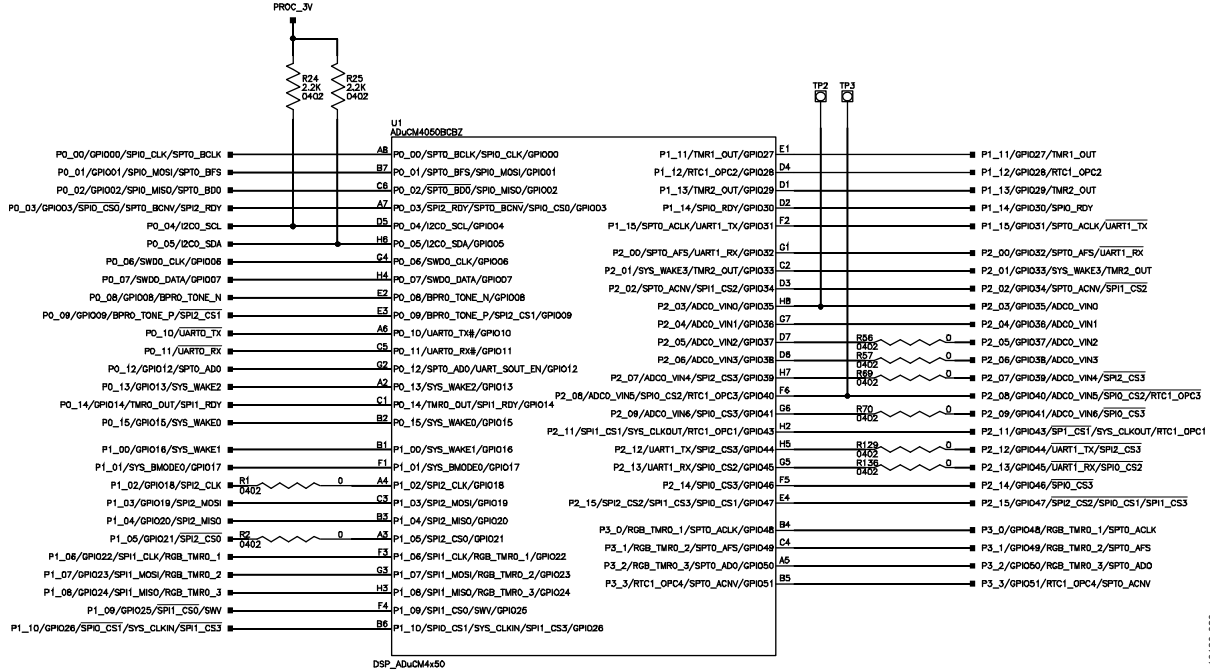 PROC_3V
R24
2.2K
0402
R25
2.2K
0402
TP2
TP3
U1
ADuCM4050BCBZ
P0_00/GPIO00/SPI0_CLK/SPT0_BCLK A8 P0_00/SPT0_BCLK/SPI0_CLK/GPIO00
P0_01/GPIO01/SPI0_MOSI/SPT0_BFS B7 P0_01/SPT0_BFS/SPI0_MOSI/GPIO01
P0_02/GPIO02/SPI0_MISO/SPT0_BD0 C6 P0_02/SPT0_BD0/SPI0_MISO/GPIO02
P0_03/GPIO03/SPI0_CS0/SPT0_BCNV/SPI2_RDY A7 P0_03/SPI2_RDY/SPT0_BCNV/SPI0_CS0/GPIO03
P0_04/I2C0_SCL D5 P0_04/I2C0_SCL/GPIO04
P0_05/I2C0_SDA H6 P0_05/I2C0_SDA/GPIO05
P0_06/SWD0_CLK/GPIO06 G4 P0_06/SWD0_CLK/GPIO06
P0_07/SWD0_DATA/GPIO07 H4 P0_07/SWD0_DATA/GPIO07
P0_08/GPIO08/BPR0_TONE_N E2 P0_08/BPR0_TONE_N/GPIO08
P0_09/GPIO09/BPR0_TONE_P/SPI2_CS1 E3 P0_09/BPR0_TONE_P/SPI2_CS1/GPIO09
P0_10/UART0_TX A6 P0_10/UART0_TX#/GPIO10
P0_11/UART0_RX C5 P0_11/UART0_RX#/GPIO11
P0_12/GPIO12/SPT0_AD0 G2 P0_12/SPT0_AD0/UART_SOUT_EN/GPIO12
P0_13/GPIO13/SYS_WAKE2 A2 P0_13/SYS_WAKE2/GPIO13
P0_14/GPIO14/TMR0_OUT/SPI1_RDY C1 P0_14/TMR0_OUT/SPI1_RDY/GPIO14
P0_15/GPIO15/SYS_WAKE0 B2 P0_15/SYS_WAKE0/GPIO15
P1_00/GPIO16/SYS_WAKE1 B1 P1_00/SYS_WAKE1/GPIO16
P1_01/SYS_BMODE0/GPIO17 F1 P1_01/SYS_BMODE0/GPIO17
P1_02/GPIO18/SPI2_CLK R1 0402 0 A4 P1_02/SPI2_CLK/GPIO18
P1_03/GPIO19/SPI2_MOSI C3 P1_03/SPI2_MOSI/GPIO19
P1_04/GPIO20/SPI2_MISO B3 P1_04/SPI2_MISO/GPIO20
P1_05/GPIO21/SPI2_CS0 R2 0402 0 A3 P1_05/SPI2_CS0/GPIO21
P1_06/GPIO22/SPI1_CLK/RGB_TMR0_1 F3 P1_06/SPI1_CLK/RGB_TMR0_1/GPIO22
P1_07/GPIO23/SPI1_MOSI/RGB_TMR0_2 G3 P1_07/SPI1_MOSI/RGB_TMR0_2/GPIO23
P1_08/GPIO24/SPI1_MISO/RGB_TMR0_3 H3 P1_08/SPI1_MISO/RGB_TMR0_3/GPIO24
P1_09/GPIO25/SPI1_CS0/SWV F4 P1_09/SPI1_CS0/SWV/GPIO25
P1_10/GPIO26/SPI0_CS1/SYS_CLKIN/SPI1_CS3 B6 P1_10/SPI0_CS1/SYS_CLKIN/SPI1_CS3/GPIO26
P1_11/TMR1_OUT/GPIO27 E1 P1_11/GPIO27/TMR1_OUT
P1_12/RTC1_OPC2/GPIO28 D4 P1_12/GPIO28/RTC1_OPC2
P1_13/TMR2_OUT/GPIO29 D1 P1_13/GPIO29/TMR2_OUT
P1_14/SPI0_RDY/GPIO30 D2 P1_14/GPIO30/SPI0_RDY
P1_15/SPT0_ACLK/UART1_TX/GPIO31 F2 P1_15/GPIO31/SPT0_ACLK/UART1_TX
P2_00/SPT0_AFS/UART1_RX/GPIO32 G1 P2_00/GPIO32/SPT0_AFS/UART1_RX
P2_01/SYS_WAKE3/TMR2_OUT/GPIO33 C2 P2_01/GPIO33/SYS_WAKE3/TMR2_OUT
P2_02/SPT0_ACNV/SPI1_CS2/GPIO34 D3 P2_02/GPIO34/SPT0_ACNV/SPI1_CS2
P2_03/ADC0_VIN0/GPIO35 H8 P2_03/GPIO35/ADC0_VIN0
P2_04/ADC0_VIN1/GPIO36 G7 P2_04/GPIO36/ADC0_VIN1
P2_05/ADC0_VIN2/GPIO37 D7 R56 0402 0 P2_05/GPIO37/ADC0_VIN2
P2_06/ADC0_VIN3/GPIO38 D6 R57 0402 0 P2_06/GPIO38/ADC0_VIN3
P2_07/ADC0_VIN4/SPI2_CS3/GPIO39 H7 R69 0402 0 P2_07/GPIO39/ADC0_VIN4/SPI2_CS3
P2_08/ADC0_VIN5/SPI0_CS2/RTC1_OPC3/GPIO40 F6 P2_08/GPIO40/ADC0_VIN5/SPI0_CS2/RTC1_OPC3
P2_09/ADC0_VIN6/SPI0_CS3/GPIO41 G6 R70 0402 0 P2_09/GPIO41/ADC0_VIN6/SPI0_CS3
P2_11/SPI1_CS1/SYS_CLKOUT/RTC1_OPC1/GPIO43 H2 P2_11/GPIO43/SPI1_CS1/SYS_CLKOUT/RTC1_OPC1
P2_12/UART1_TX/SPI2_CS3/GPIO44 H5 R129 0402 0 P2_12/GPIO44/UART1_TX/SPI2_CS3
P2_13/UART1_RX/SPI0_CS2/GPIO45 G5 R136 0402 0 P2_13/GPIO45/UART1_RX/SPI0_CS2
P2_14/SPI0_CS3/GPIO46 F5 P2_14/GPIO46/SPI0_CS3
P2_15/SPI2_CS2/SPI1_CS3/SPI0_CS1/GPIO47 E4 P2_15/GPIO47/SPI2_CS2/SPI0_CS1/SPI1_CS3
P3_0/RGB_TMR0_1/SPT0_ACLK/GPIO48 B4 P3_0/GPIO48/RGB_TMR0_1/SPT0_ACLK
P3_1/RGB_TMR0_2/SPT0_AFS/GPIO49 C4 P3_1/GPIO49/RGB_TMR0_2/SPT0_AFS
P3_2/RGB_TMR0_3/SPT0_AD0/GPIO50 A5 P3_2/GPIO50/RGB_TMR0_3/SPT0_AD0
P3_3/RTC1_OPC4/SPT0_ACNV/GPIO51 B5 P3_3/GPIO51/RTC1_OPC4/SPT0_ACNV
DSP_ADuCM4x50